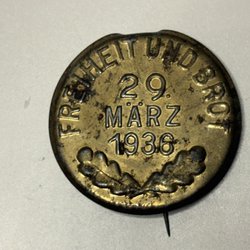 FREIHEIT UND BROT
29.
MÄRZ
1936